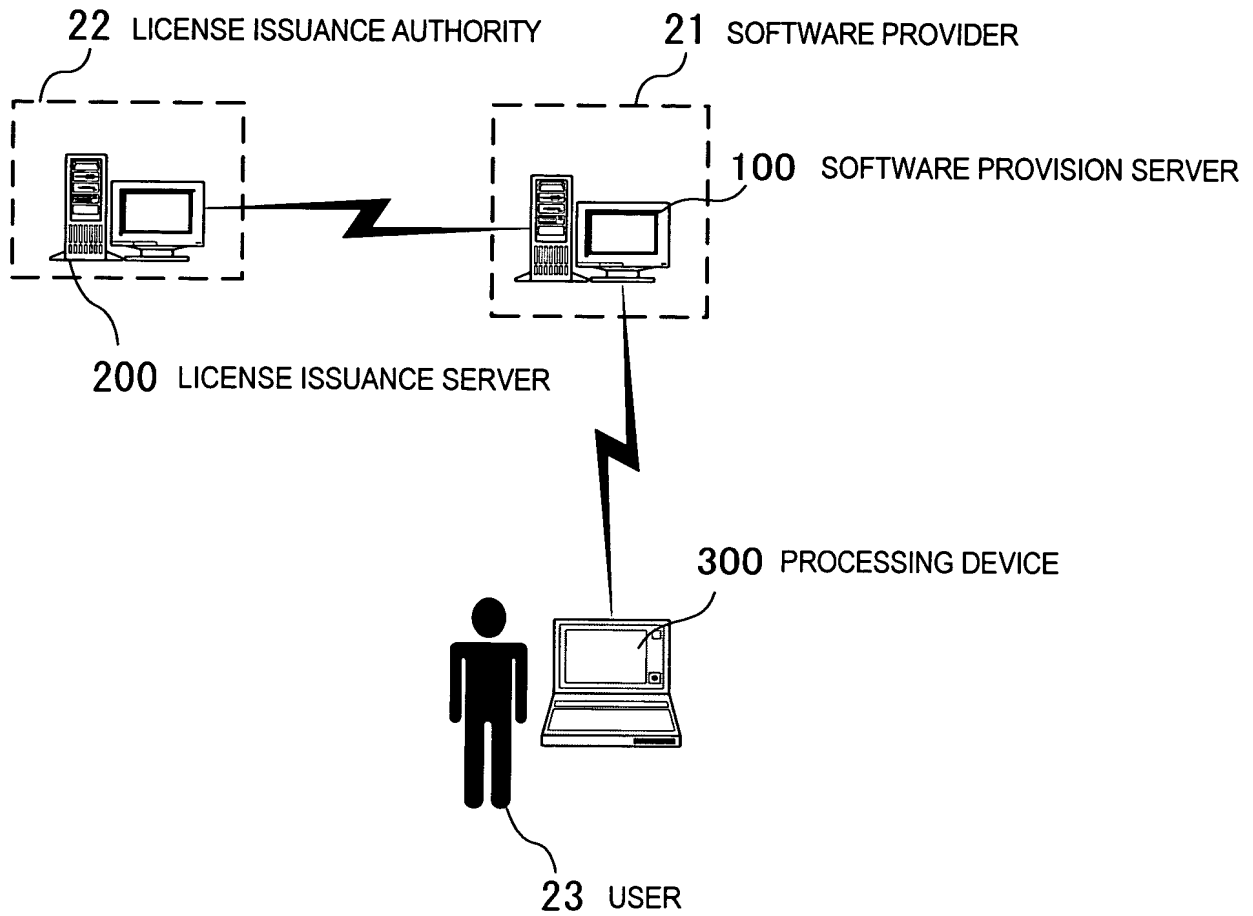 22 LICENSE ISSUANCE AUTHORITY
21 SOFTWARE PROVIDER
100 SOFTWARE PROVISION SERVER
200 LICENSE ISSUANCE SERVER
300 PROCESSING DEVICE
23 USER